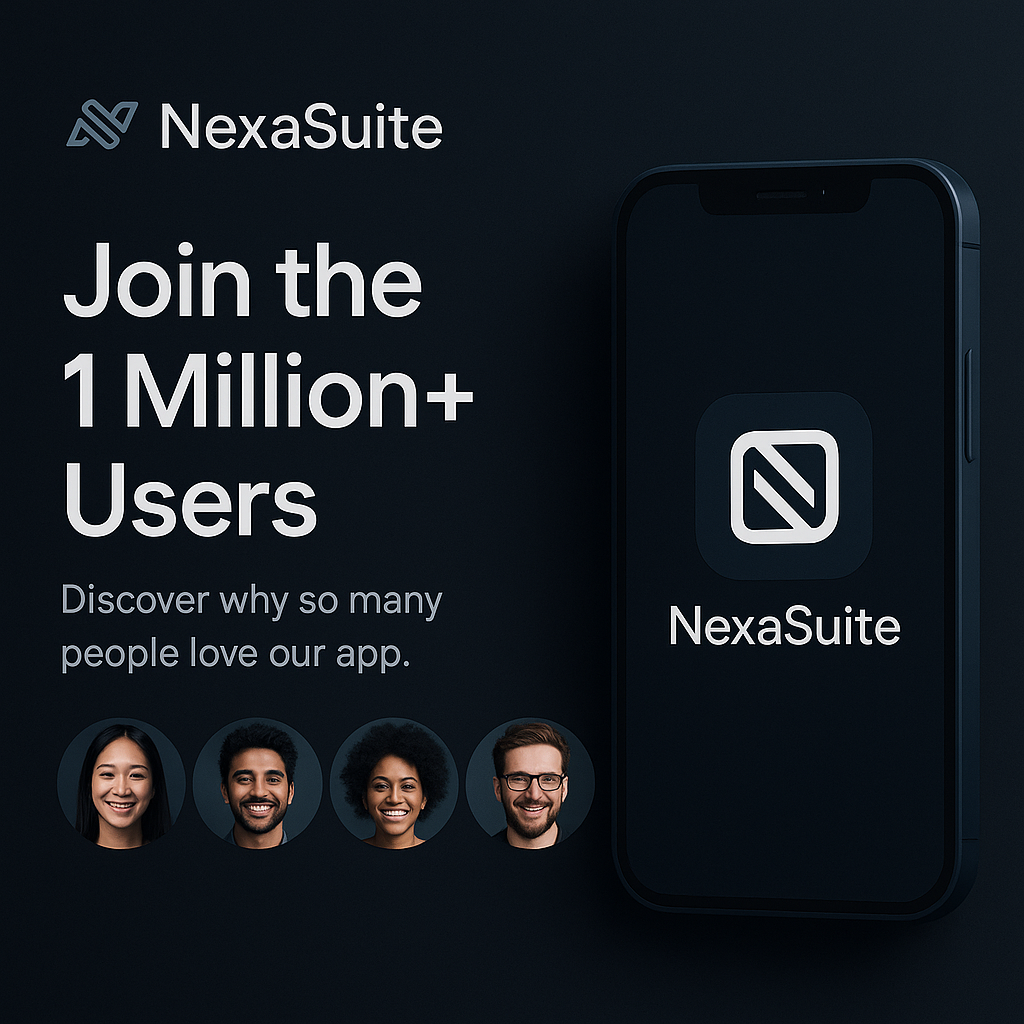 NexaSuite
Join the
1 Million+
Users
Discover why so many
people love our app.
NexaSuite